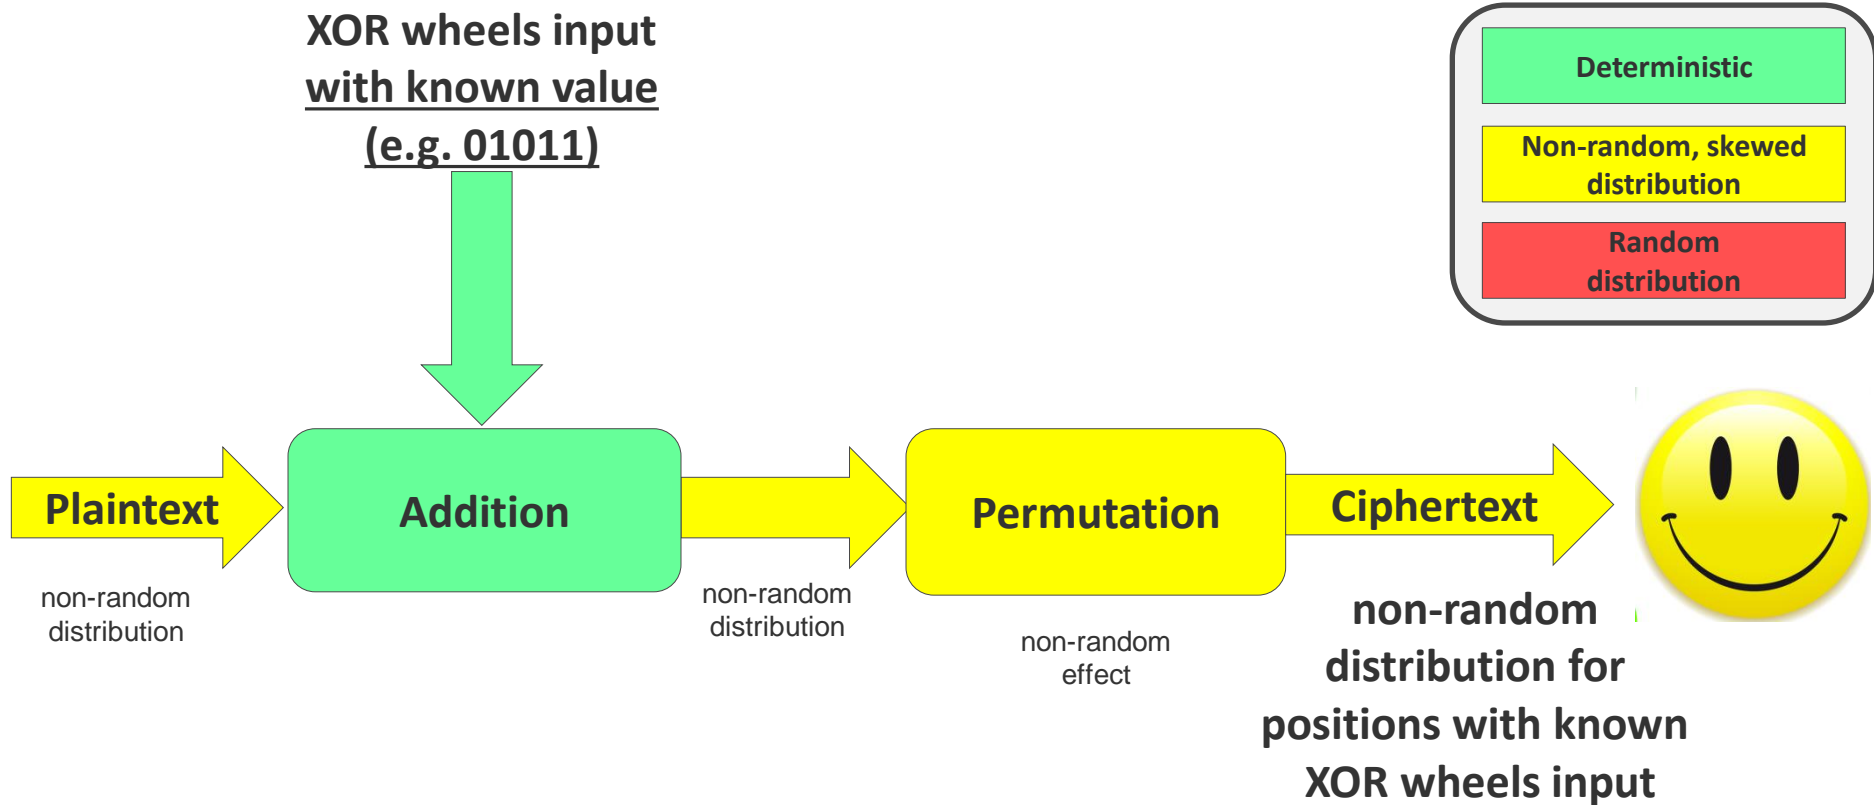 XOR wheels input
with known value
(e.g. 01011)
Deterministic
Non-random, skewed
distribution
Random
distribution
Plaintext
Addition
Permutation
Ciphertext
non-random
distribution
non-random
distribution
non-random
effect
non-random
distribution for
positions with known
XOR wheels input